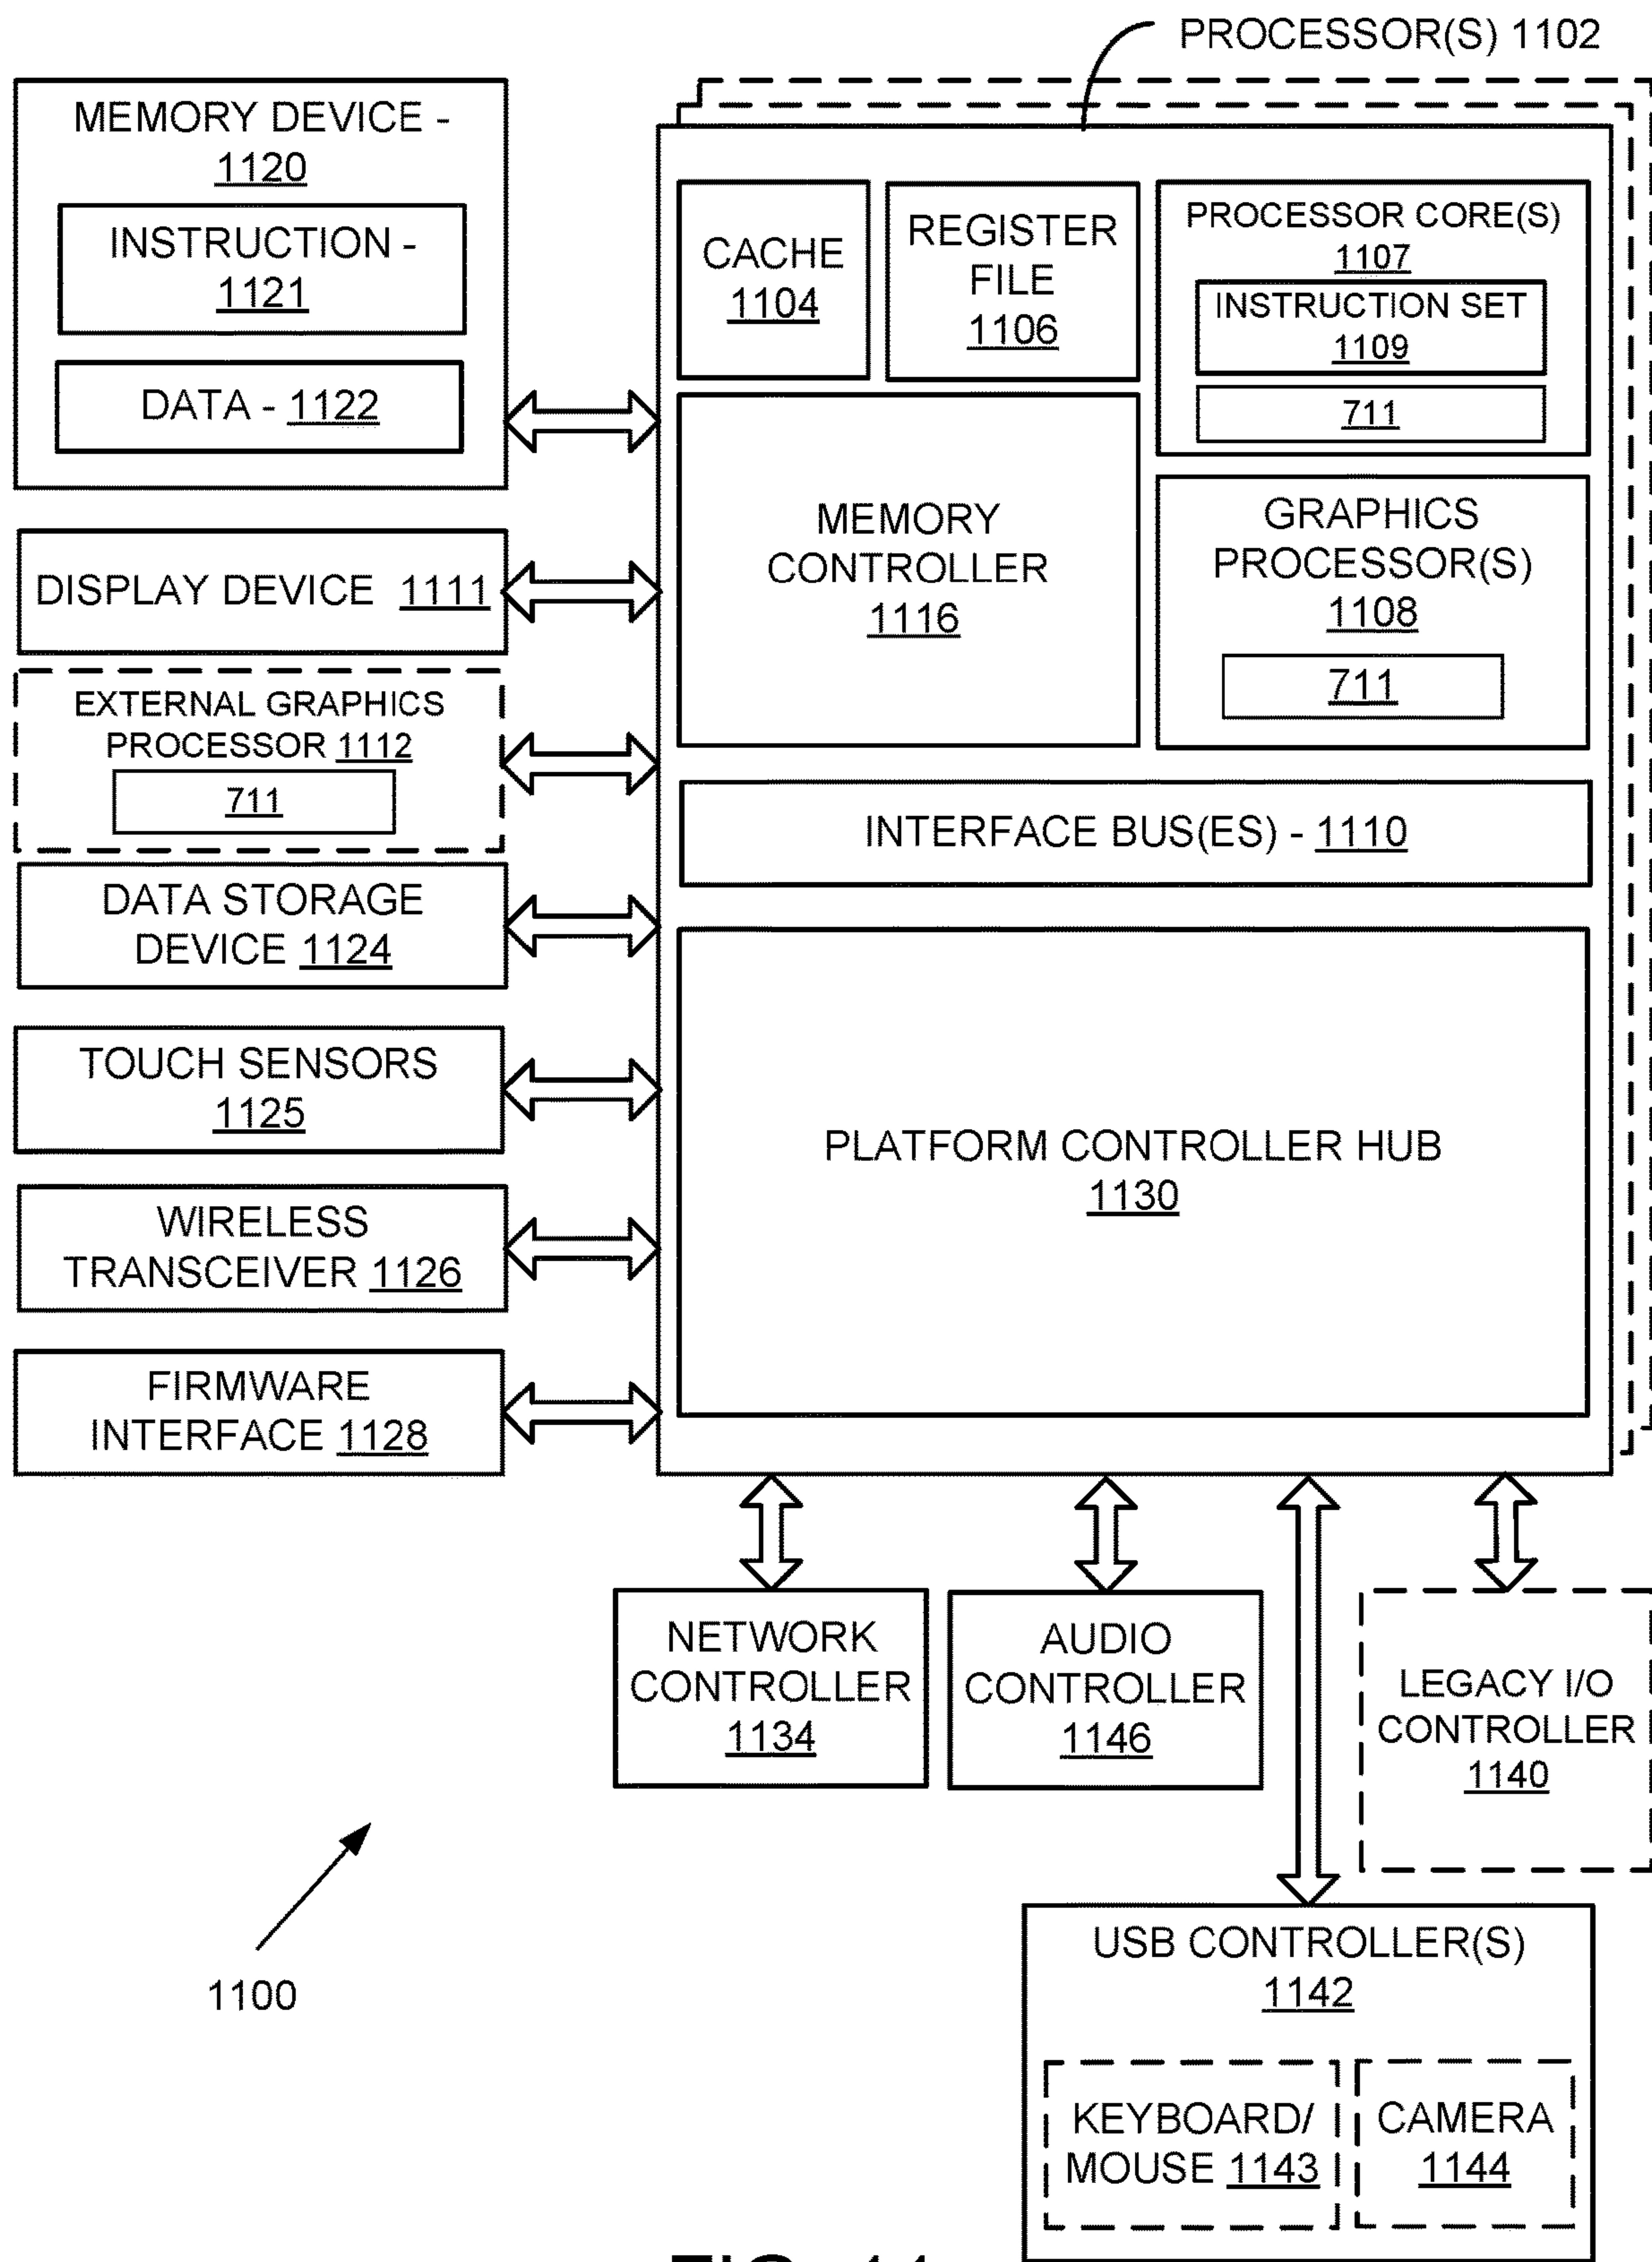 PROCESSOR(S) 1102
MEMORY DEVICE -
1120
INSTRUCTION -
1121
DATA - 1122
CACHE
1104
REGISTER
FILE
1106
PROCESSOR CORE(S)
1107
INSTRUCTION SET
1109
711
MEMORY
CONTROLLER
1116
GRAPHICS
PROCESSOR(S)
1108
711
DISPLAY DEVICE 1111
EXTERNAL GRAPHICS
PROCESSOR 1112
711
INTERFACE BUS(ES) - 1110
DATA STORAGE
DEVICE 1124
TOUCH SENSORS
1125
PLATFORM CONTROLLER HUB
1130
WIRELESS
TRANSCEIVER 1126
FIRMWARE
INTERFACE 1128
NETWORK
CONTROLLER
1134
AUDIO
CONTROLLER
1146
LEGACY I/O
CONTROLLER
1140
1100
USB CONTROLLER(S)
1142
KEYBOARD/
MOUSE 1143
CAMERA
1144